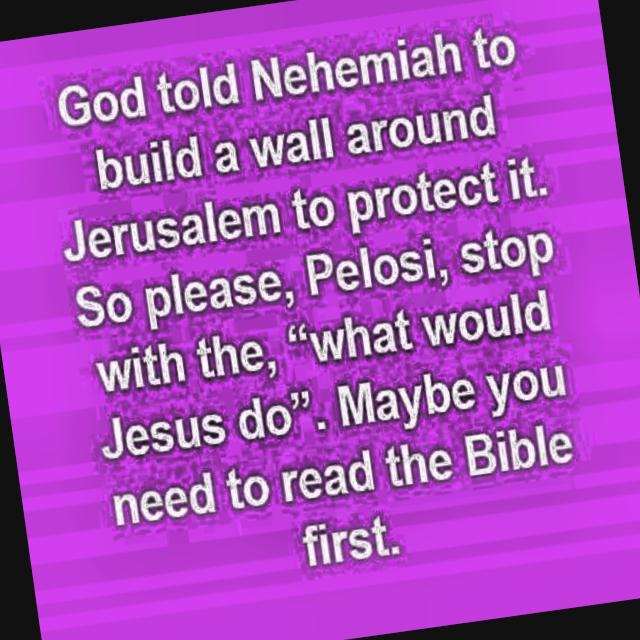 God told Nehemiah to
build a wall around
Jerusalem to protect it.
So please, Pelosi, stop
with the, “what would
Jesus do”. Maybe you
need to read the Bible
first.